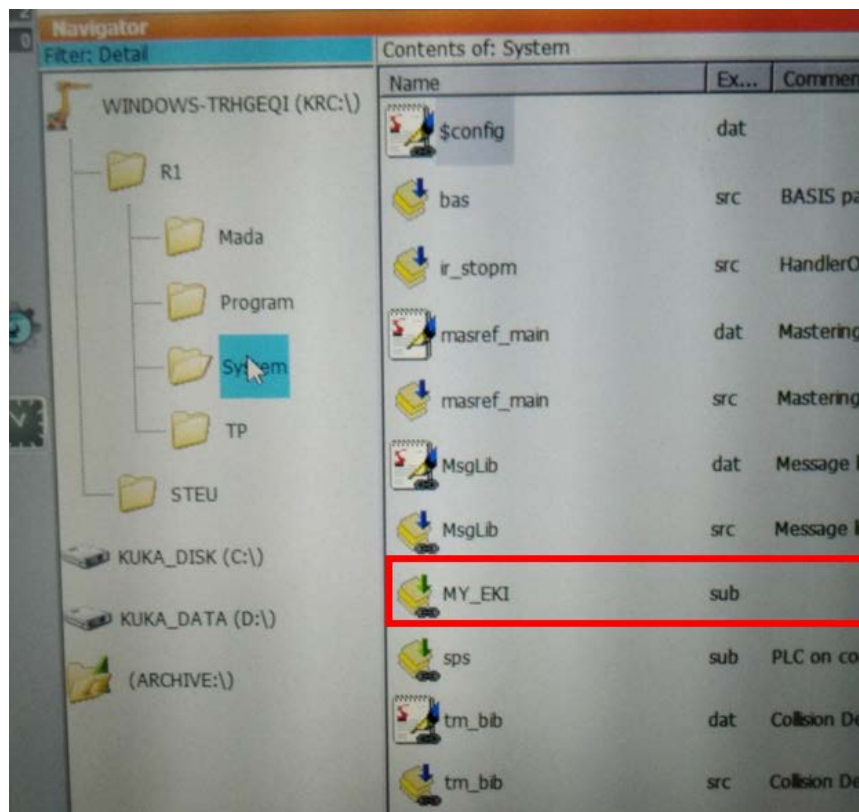 Navigator
Filter: Detail
WINDOWS-TRHGEQI (KRC:\)
R1
Mada
Program
System
TP
STEU
KUKA_DISK (C:\)
KUKA_DATA (D:\)
(ARCHIVE:\)
Contents of: System
Name Ex... Commen
$config dat
bas src BASIS pa
ir_stopm src HandlerO
masref_main dat Mastering
masref_main src Mastering
MsgLib dat Message
MsgLib src Message
MY_EKI sub
sps sub PLC on co
tm_bib dat Collision De
tm_bib src Collision De